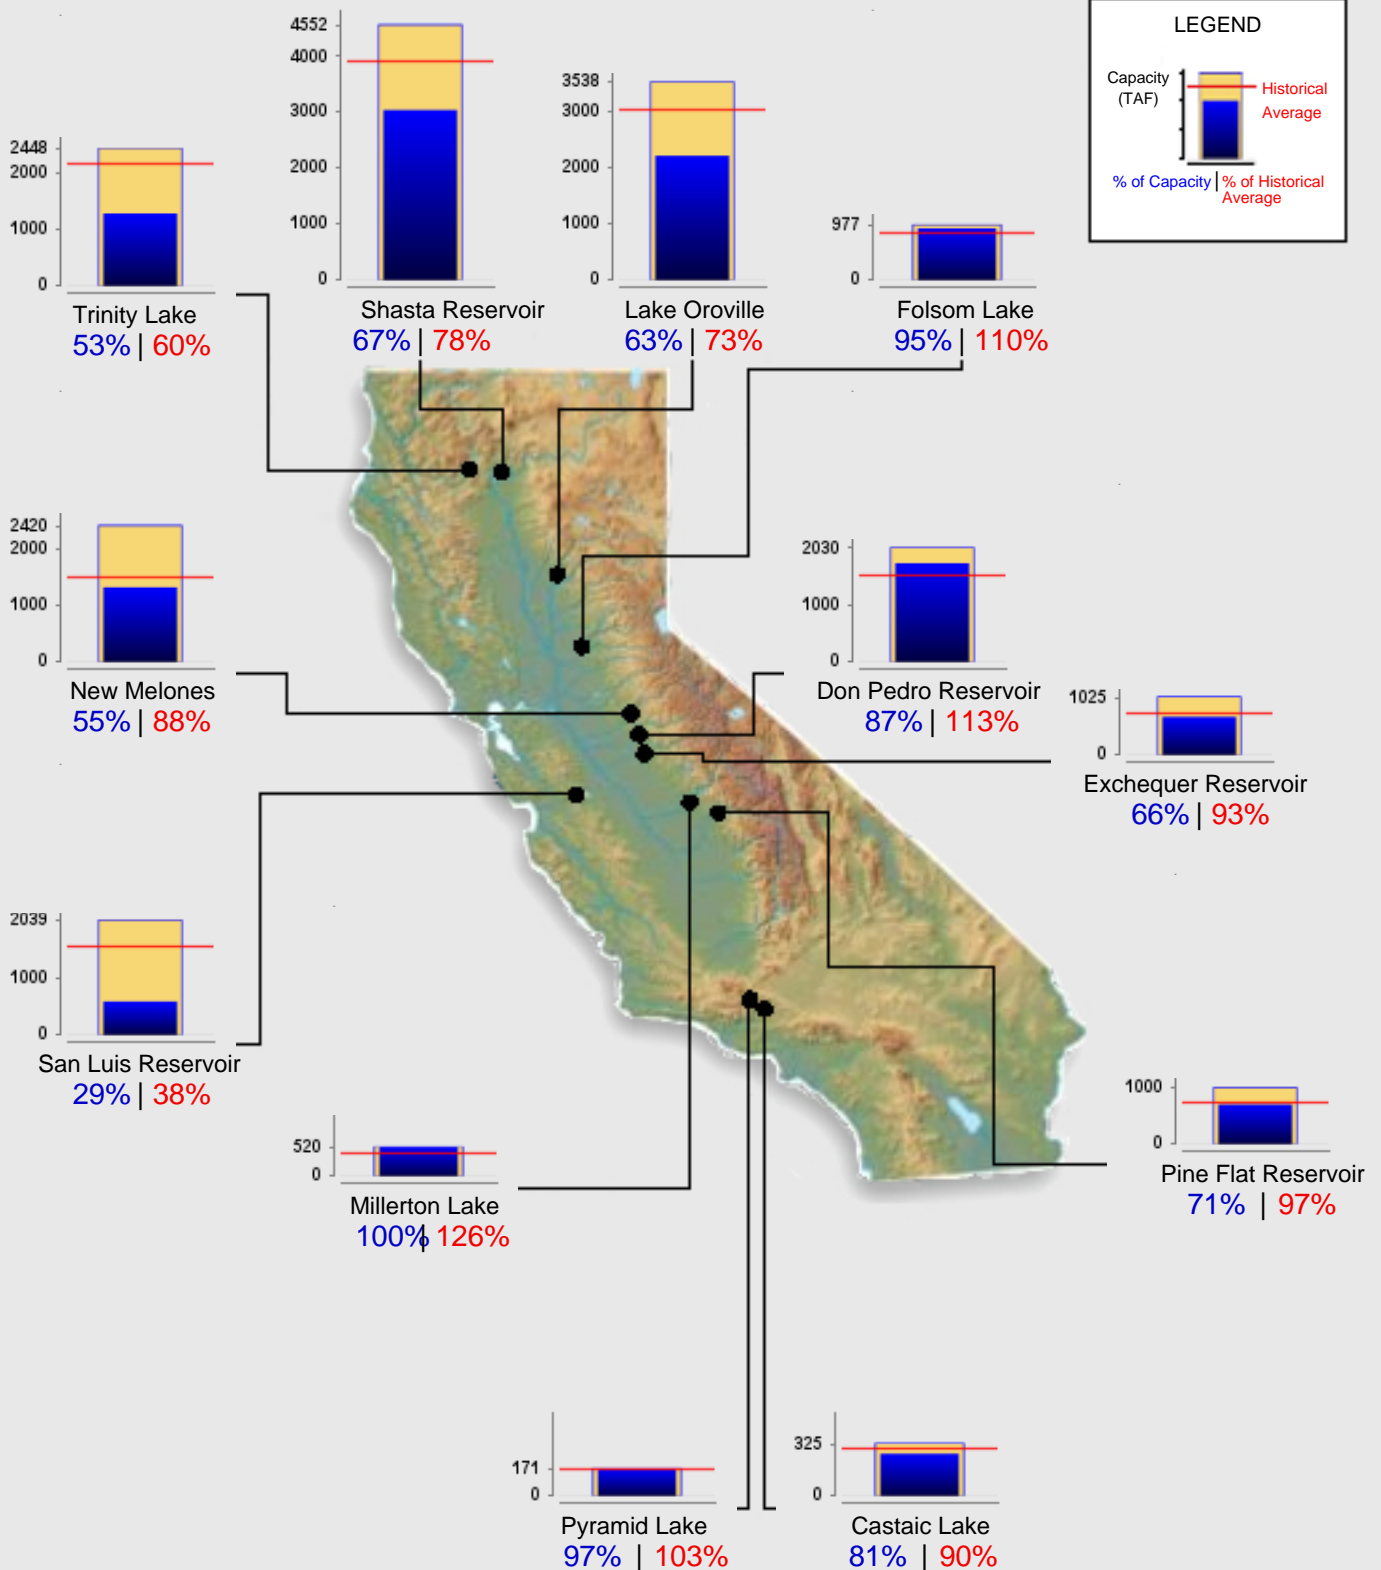 LEGEND
Capacity
(TAF)
Historical
Average
% of Capacity | % of Historical
Average
4552
4000
3000
2000
1000
0
Shasta Reservoir
67% | 78%
3538
3000
2000
1000
0
Lake Oroville
63% | 73%
2448
2000
1000
0
Trinity Lake
53% | 60%
977
0
Folsom Lake
95% | 110%
2420
2000
1000
0
New Melones
55% | 88%
2030
1000
0
Don Pedro Reservoir
87% | 113%
1025
0
Exchequer Reservoir
66% | 93%
2039
1000
0
San Luis Reservoir
29% | 38%
520
0
Millerton Lake
100% | 126%
1000
0
Pine Flat Reservoir
71% | 97%
171
0
Pyramid Lake
97% | 103%
325
0
Castaic Lake
81% | 90%